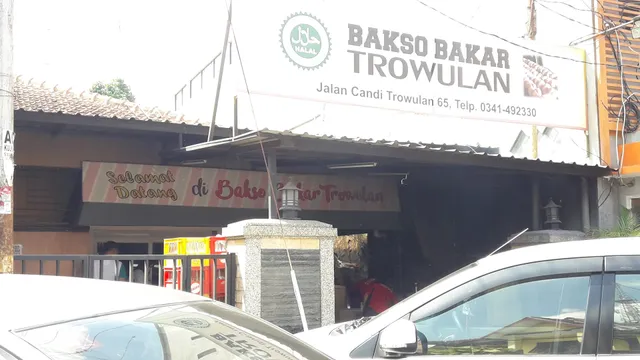 HALAL
BAKSO BAKAR
TROWULAN
Jalan Candi Trowulan 65, Telp. 0341-492330
Selamat
Datang
di Bakso Bakar Trowulan
A